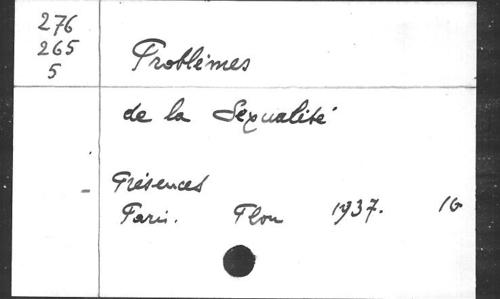 276
265
5
Problèmes
de la Sexualité
Présences
Paris. Plon 1937. 16